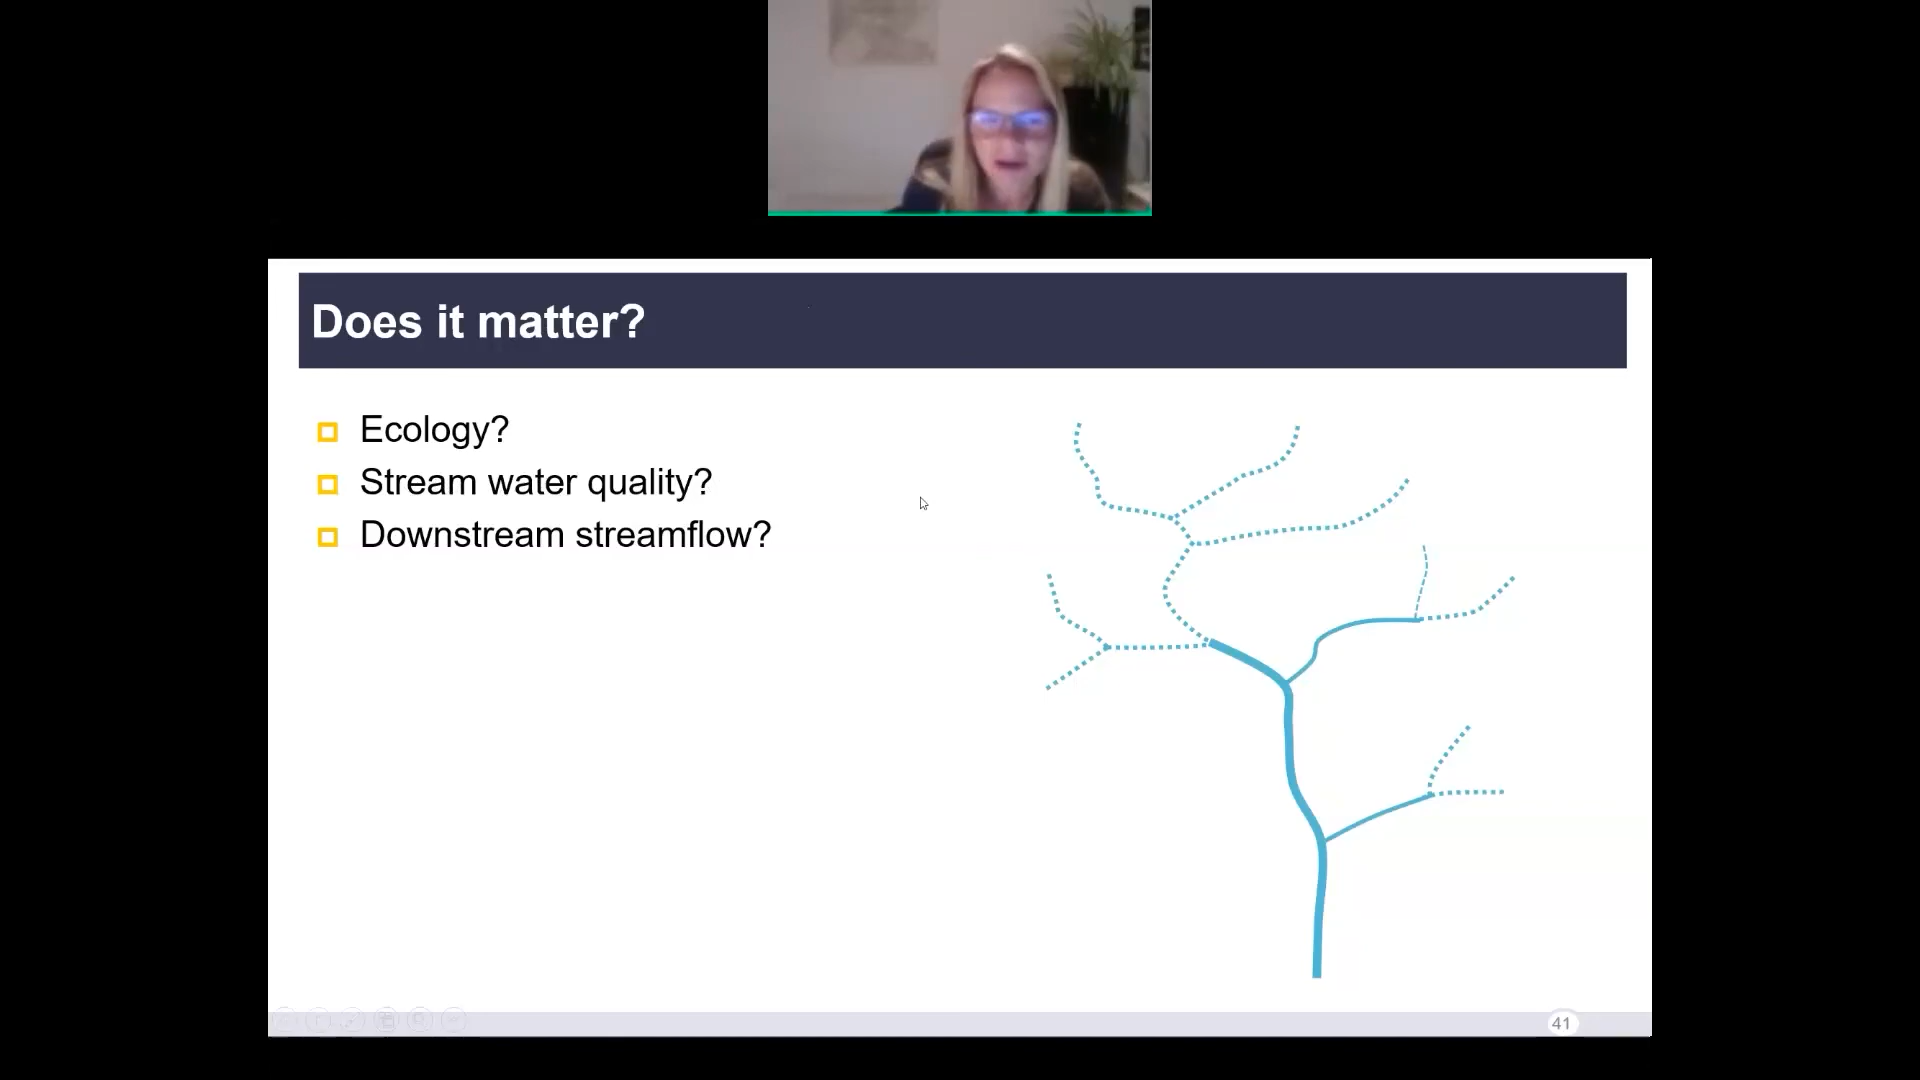 Does it matter?
Ecology?
Stream water quality?
Downstream streamflow?
41